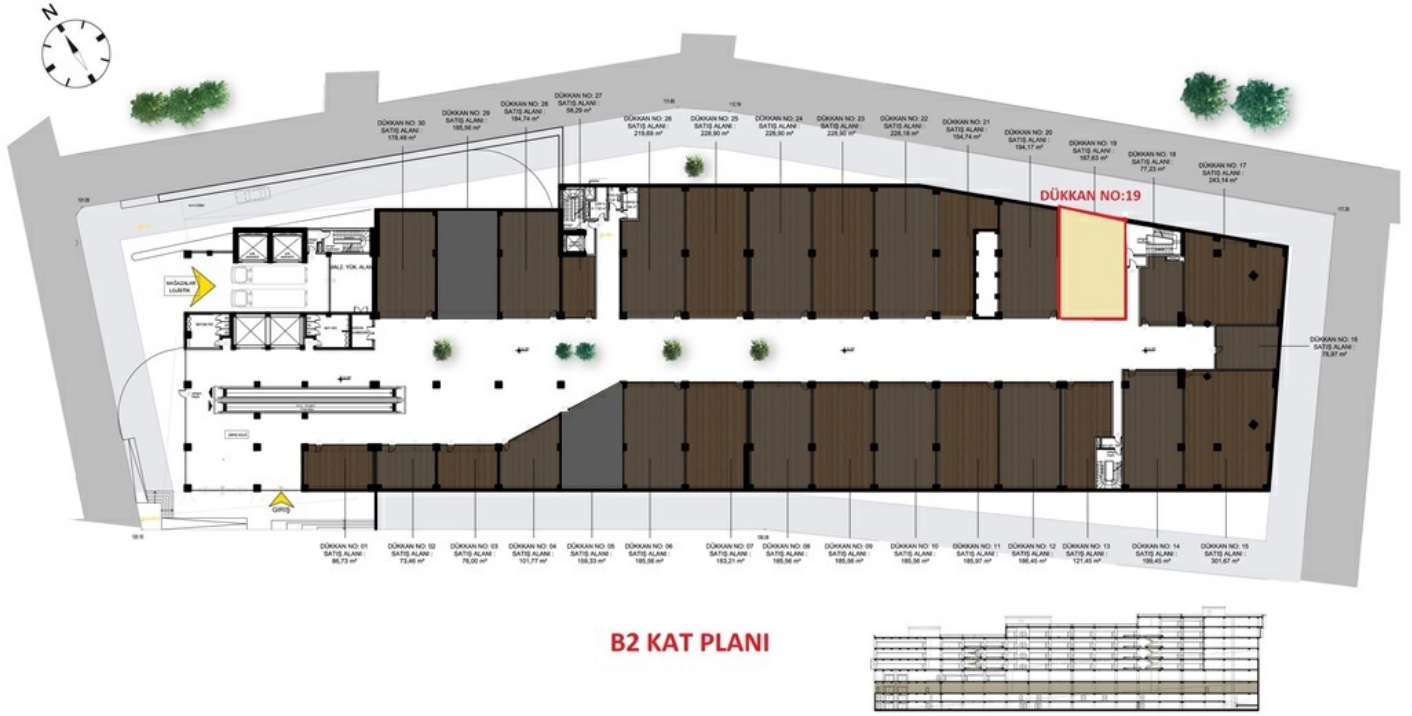 N
DÜKKAN NO: 30
SATIŞ ALANI :
178,48 m²
DÜKKAN NO: 29
SATIŞ ALANI :
185,56 m²
DÜKKAN NO: 28
SATIŞ ALANI :
184,74 m²
DÜKKAN NO: 27
SATIŞ ALANI :
58,29 m²
DÜKKAN NO: 26
SATIŞ ALANI :
219,69 m²
DÜKKAN NO: 25
SATIŞ ALANI :
228,90 m²
DÜKKAN NO: 24
SATIŞ ALANI :
228,90 m²
DÜKKAN NO: 23
SATIŞ ALANI :
228,90 m²
DÜKKAN NO: 22
SATIŞ ALANI :
228,18 m²
DÜKKAN NO: 21
SATIŞ ALANI :
154,74 m²
DÜKKAN NO: 20
SATIŞ ALANI :
194,17 m²
DÜKKAN NO: 19
SATIŞ ALANI :
167,63 m²
DÜKKAN NO: 18
SATIŞ ALANI :
77,23 m²
DÜKKAN NO: 17
SATIŞ ALANI :
243,14 m²
DÜKKAN NO:19
MALZ. YÜK. ALANI
MAĞAZALAR
LOJİSTİK
DÜKKAN NO: 16
SATIŞ ALANI :
78,97 m²
GİRİŞ
DÜKKAN NO: 01
SATIŞ ALANI :
86,73 m²
DÜKKAN NO: 02
SATIŞ ALANI :
73,46 m²
DÜKKAN NO: 03
SATIŞ ALANI :
76,00 m²
DÜKKAN NO: 04
SATIŞ ALANI :
101,77 m²
DÜKKAN NO: 05
SATIŞ ALANI :
159,33 m²
DÜKKAN NO: 06
SATIŞ ALANI :
185,56 m²
DÜKKAN NO: 07
SATIŞ ALANI :
183,21 m²
DÜKKAN NO: 08
SATIŞ ALANI :
185,56 m²
DÜKKAN NO: 09
SATIŞ ALANI :
185,56 m²
DÜKKAN NO: 10
SATIŞ ALANI :
185,56 m²
DÜKKAN NO: 11
SATIŞ ALANI :
185,97 m²
DÜKKAN NO: 12
SATIŞ ALANI :
186,45 m²
DÜKKAN NO: 13
SATIŞ ALANI :
121,45 m²
DÜKKAN NO: 14
SATIŞ ALANI :
199,45 m²
DÜKKAN NO: 15
SATIŞ ALANI :
301,67 m²
B2 KAT PLANI